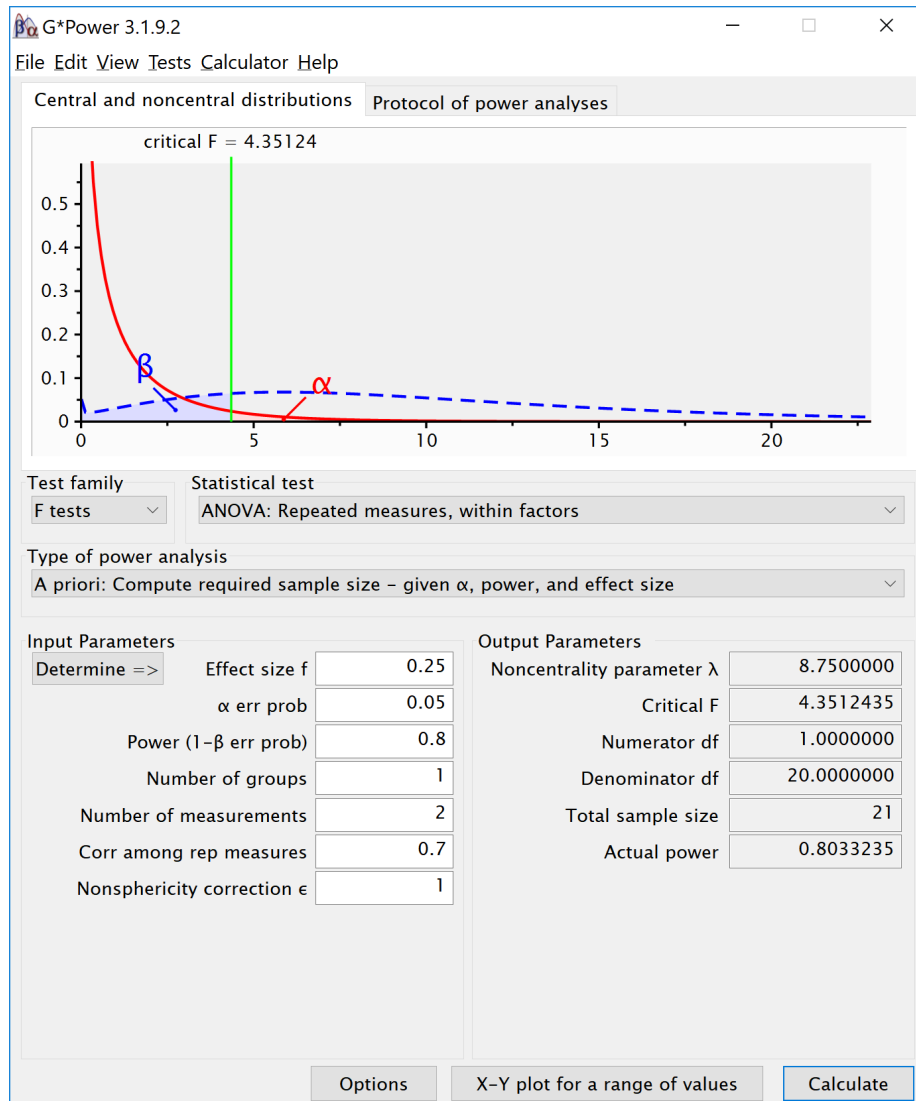 G*Power 3.1.9.2
File Edit View Tests Calculator Help
Central and noncentral distributions Protocol of power analyses
critical F = 4.35124
0.5
0.4
0.3
0.2
β
0.1
α
0
0 5 10 15 20
Test family Statistical test
F tests ANOVA: Repeated measures, within factors
Type of power analysis
A priori: Compute required sample size – given α, power, and effect size
Input Parameters
Determine => Effect size f 0.25
α err prob 0.05
Power (1-β err prob) 0.8
Number of groups 1
Number of measurements 2
Corr among rep measures 0.7
Nonsphericity correction ϵ 1
Output Parameters
Noncentrality parameter λ 8.7500000
Critical F 4.3512435
Numerator df 1.0000000
Denominator df 20.0000000
Total sample size 21
Actual power 0.8033235
Options X-Y plot for a range of values Calculate